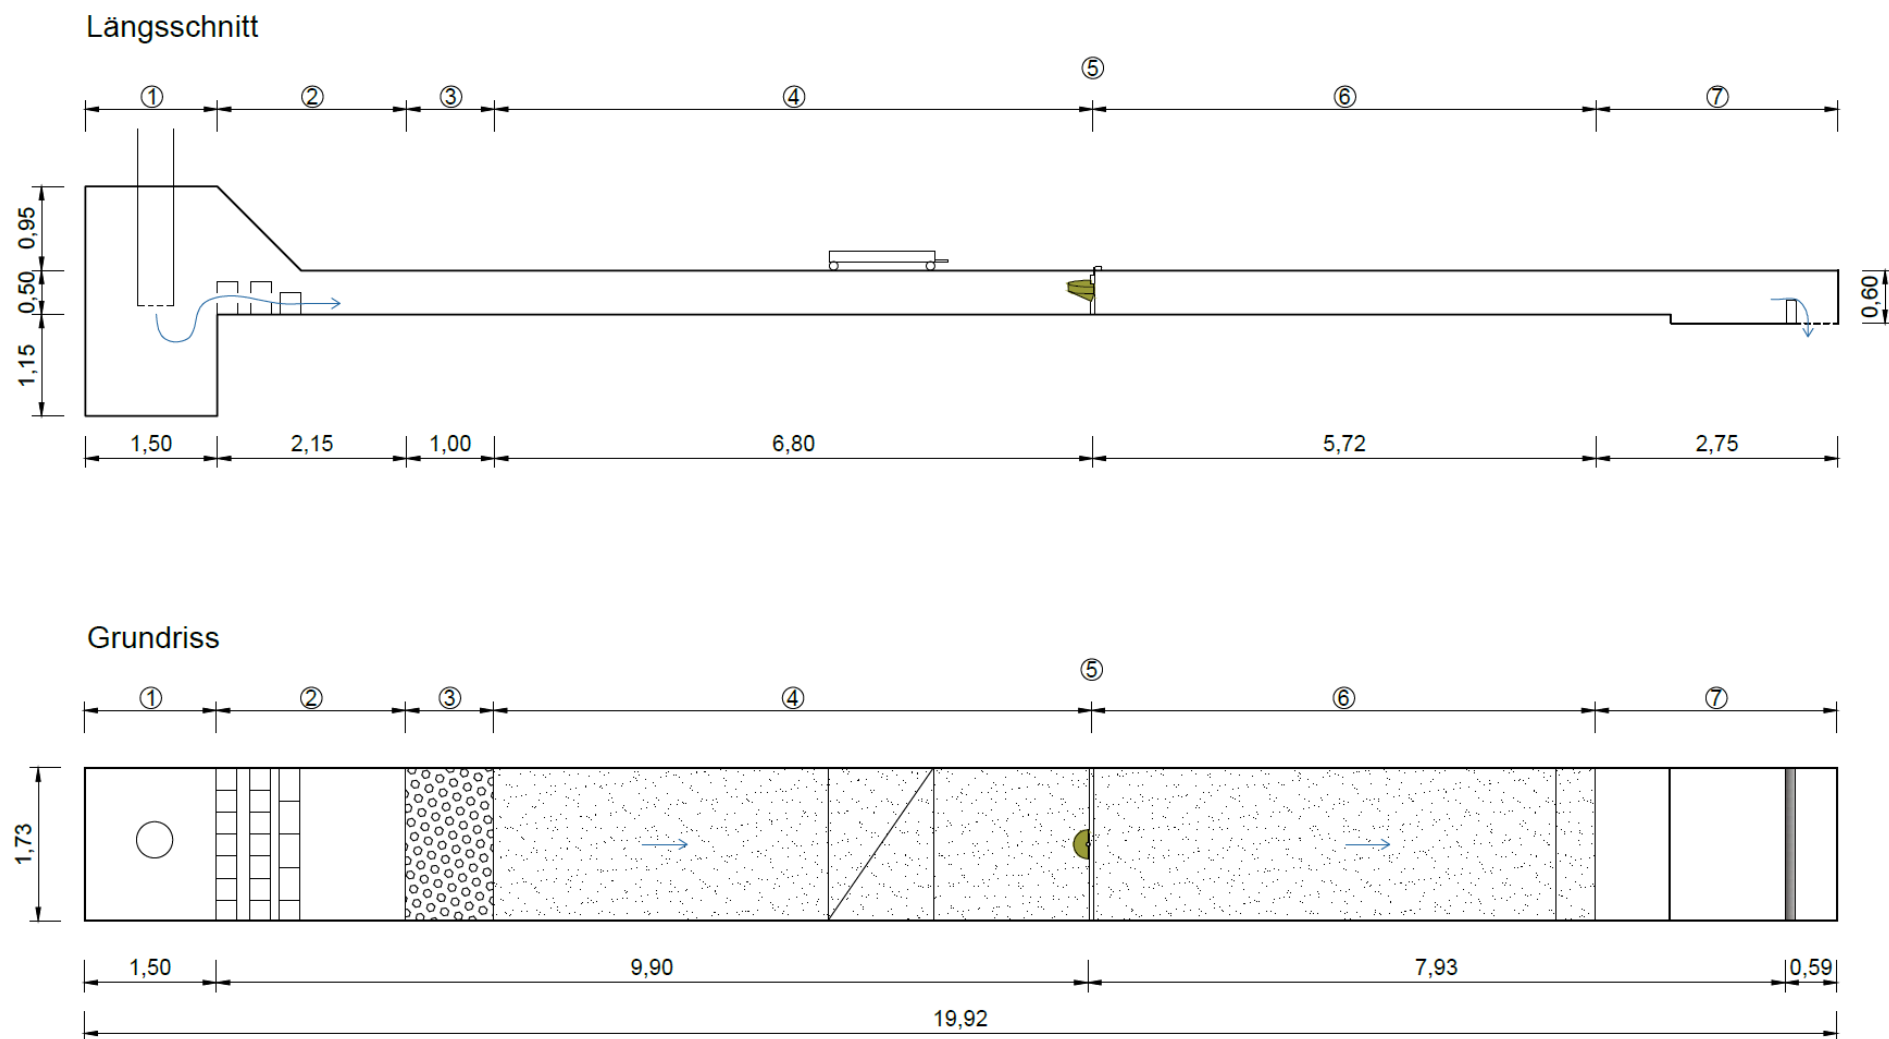 Längsschnitt
⑤
① ② ③ ④ ⑥ ⑦
0,95
0,50
1,15
0,60
1,50 2,15 1,00 6,80 5,72 2,75
Grundriss
⑤
① ② ③ ④ ⑥ ⑦
1,73
1,50 9,90 7,93 0,59
19,92